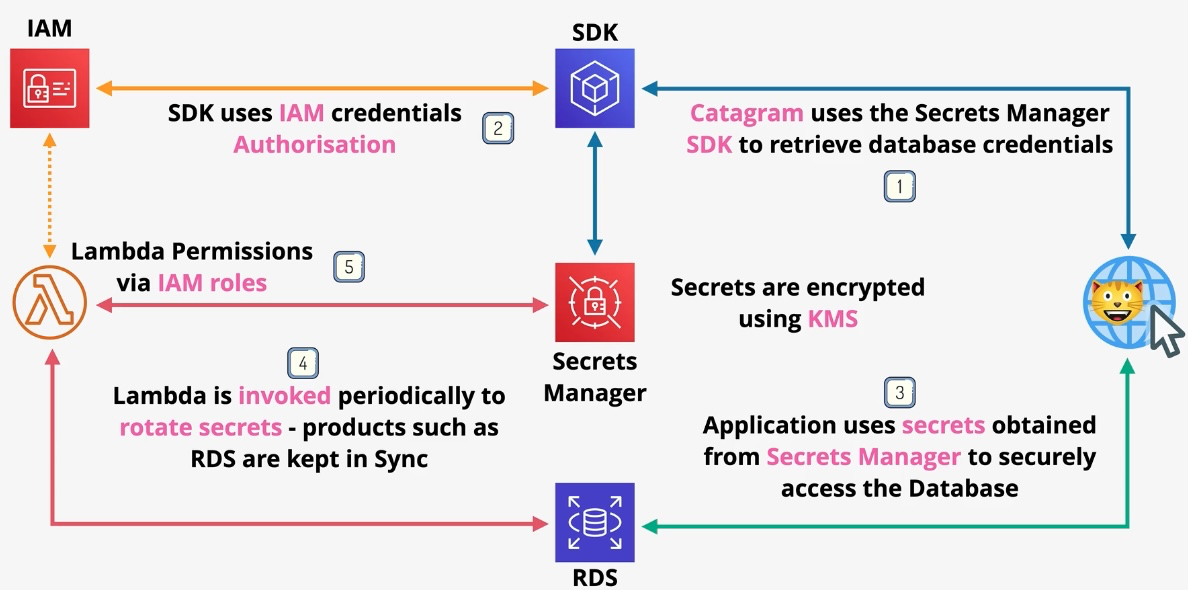 IAM
SDK
SDK uses IAM credentials
Authorisation
2
Catagram uses the Secrets Manager
SDK to retrieve database credentials
1
Lambda Permissions
via IAM roles
5
Secrets are encrypted
using KMS
Secrets
Manager
4
Lambda is invoked periodically to
rotate secrets - products such as
RDS are kept in Sync
3
Application uses secrets obtained
from Secrets Manager to securely
access the Database
RDS